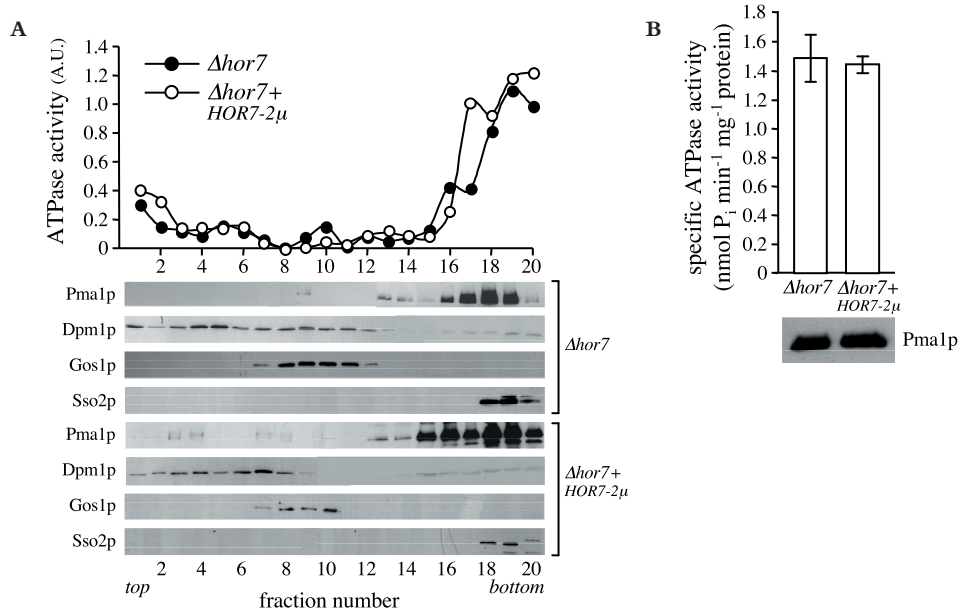 A
ATPase activity (A.U.)
1.4
1.2
1.0
0.8
0.6
0.4
0.2
0
Δhor7
Δhor7+
HOR7-2μ
2 4 6 8 10 12 14 16 18 20
Pma1p
Dpm1p
Gos1p
Sso2p
Δhor7
Pma1p
Dpm1p
Gos1p
Sso2p
Δhor7+
HOR7-2μ
2 4 6 8 10 12 14 16 18 20
top
bottom
fraction number
B
specific ATPase activity
(nmol Pi min-1 mg-1 protein)
1.8
1.4
1.6
1.2
1.8
1.6
1.4
0.2
0
Δhor7
Δhor7+
HOR7-2μ
Pma1p